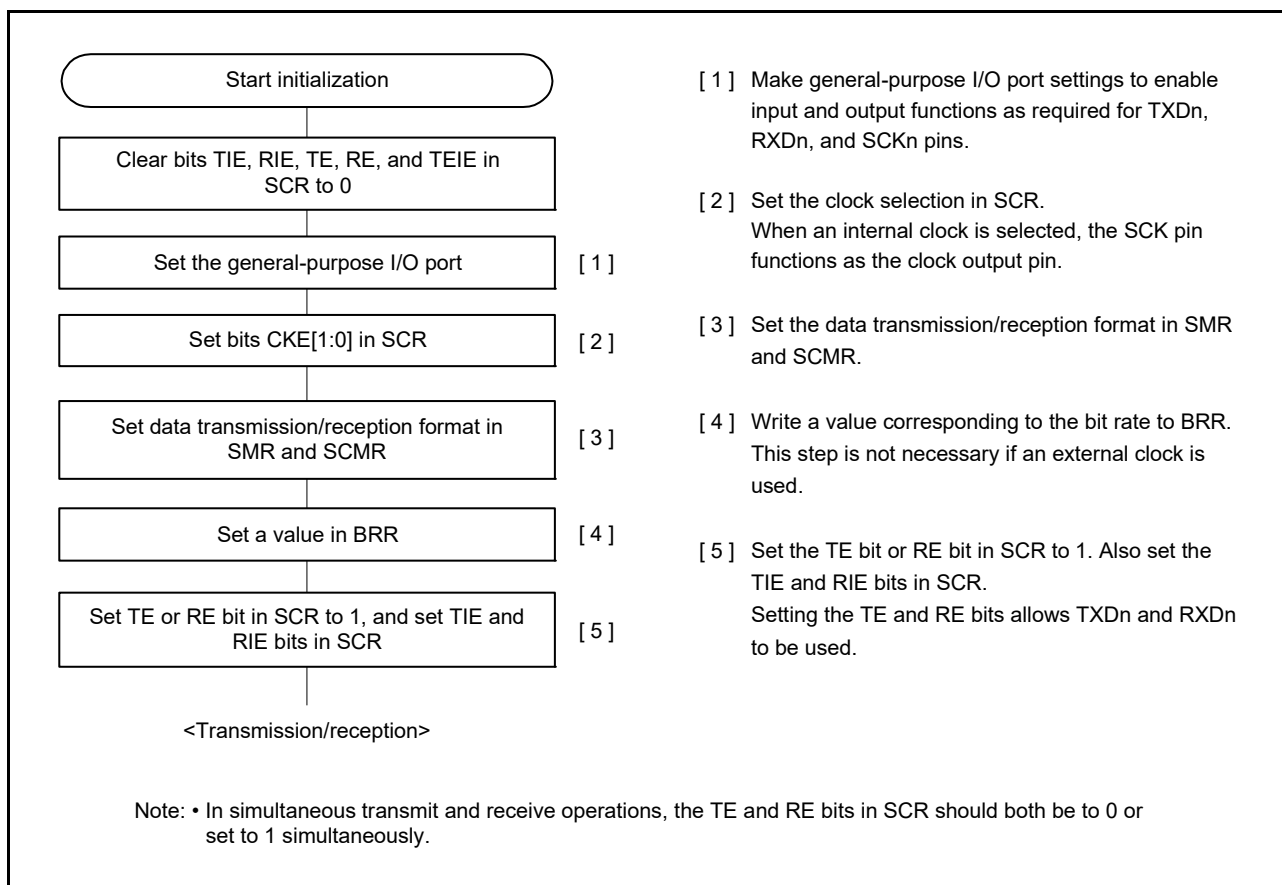 Start initialization
Clear bits TIE, RIE, TE, RE, and TEIE in
SCR to 0
Set the general-purpose I/O port
[ 1 ]
Set bits CKE[1:0] in SCR
[ 2 ]
Set data transmission/reception format in
SMR and SCMR
[ 3 ]
Set a value in BRR
[ 4 ]
Set TE or RE bit in SCR to 1, and set TIE and
RIE bits in SCR
[ 5 ]
<Transmission/reception>
[ 1 ] Make general-purpose I/O port settings to enable
input and output functions as required for TXDn,
RXDn, and SCKn pins.
[ 2 ] Set the clock selection in SCR.
When an internal clock is selected, the SCK pin
functions as the clock output pin.
[ 3 ] Set the data transmission/reception format in SMR
and SCMR.
[ 4 ] Write a value corresponding to the bit rate to BRR.
This step is not necessary if an external clock is
used.
[ 5 ] Set the TE bit or RE bit in SCR to 1. Also set the
TIE and RIE bits in SCR.
Setting the TE and RE bits allows TXDn and RXDn
to be used.
Note: • In simultaneous transmit and receive operations, the TE and RE bits in SCR should both be to 0 or
set to 1 simultaneously.